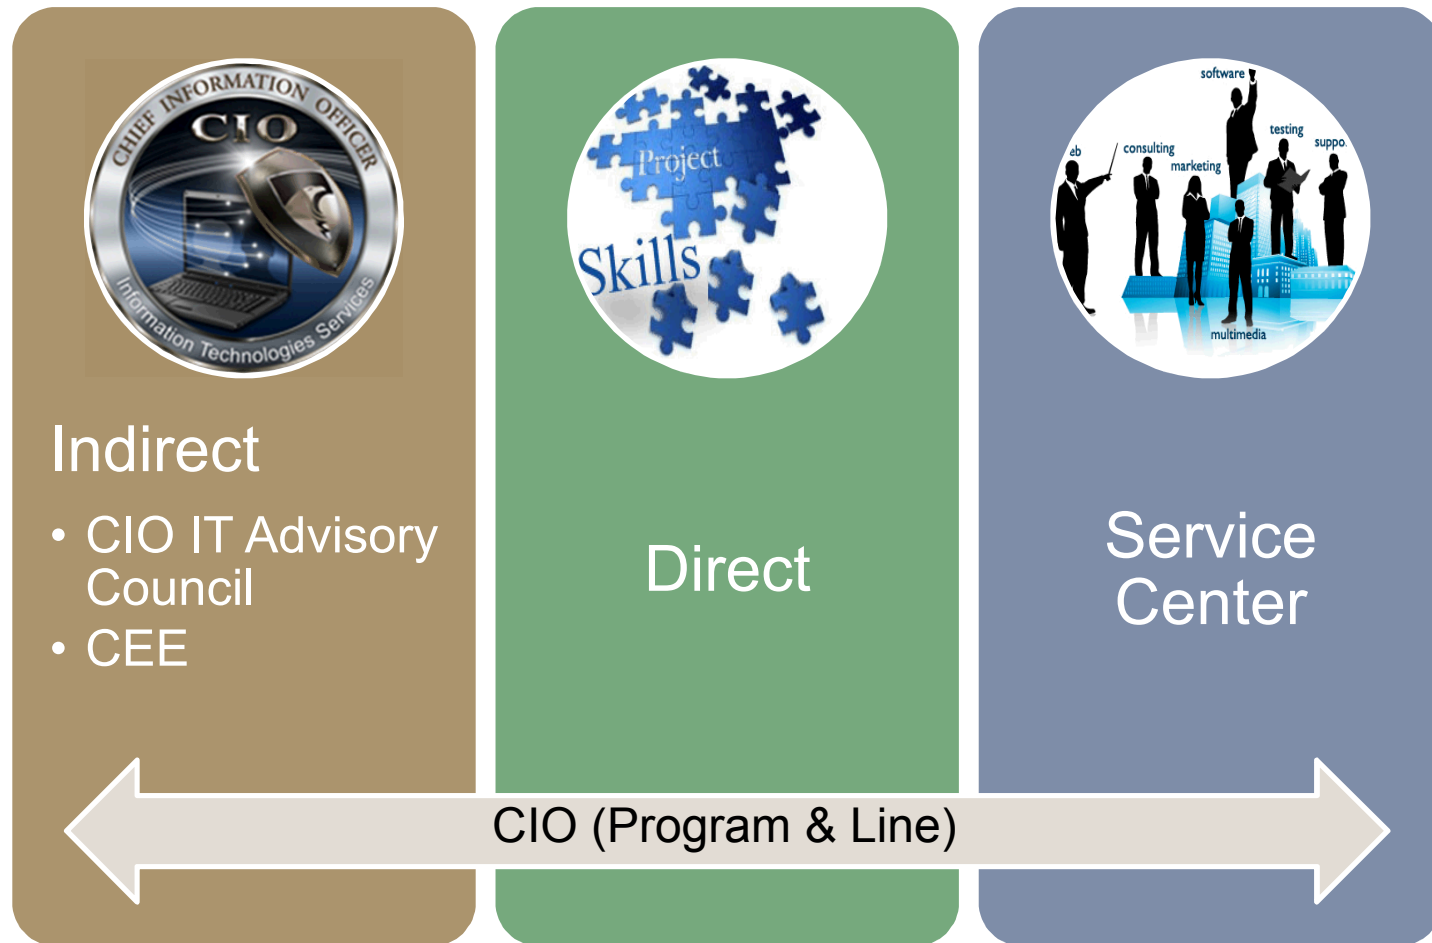 CHIEF INFORMATION OFFICER
CIO
Information Technologies Services
Indirect
• CIO IT Advisory
Council
• CEE
Project
Skills
Direct
software
testing
consulting
marketing
multimedia
Service
Center
CIO (Program & Line)